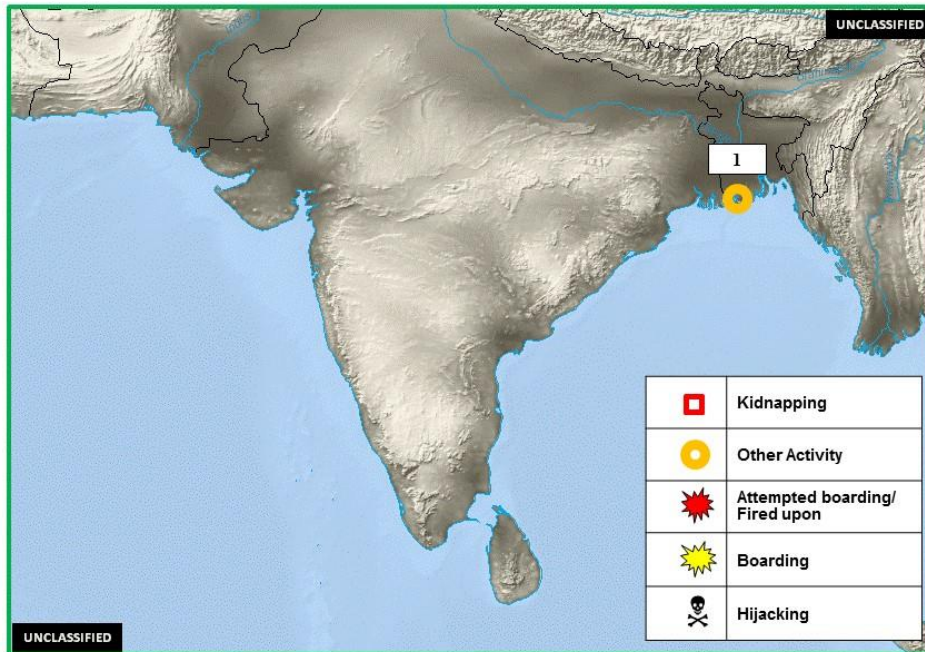 UNCLASSIFIED
1
Kidnapping
Other Activity
Attempted boarding/
Fired upon
Boarding
Hijacking
UNCLASSIFIED